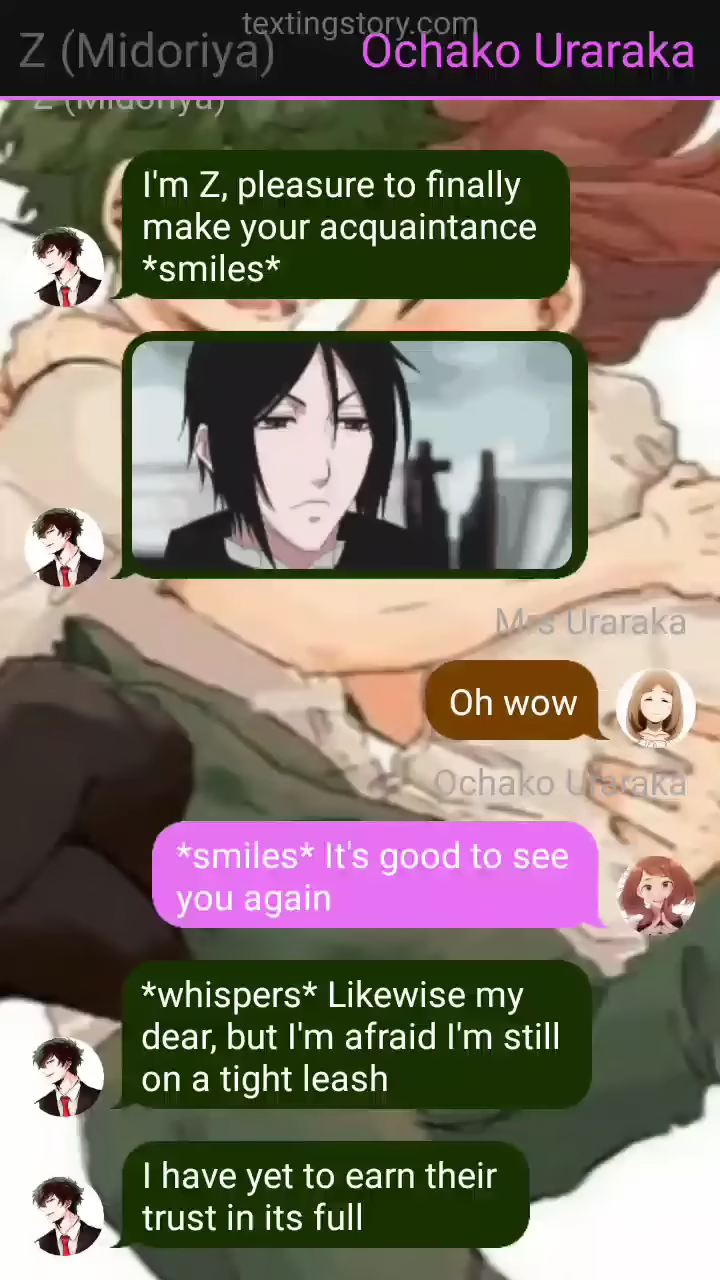 textingstory.com
Z (Midoriya)
Ochako Uraraka
Z (Midoriya)
I'm Z, pleasure to finally
make your acquaintance
*smiles*
Mrs Uraraka
Oh wow
Ochako Uraraka
*smiles* It's good to see
you again
*whispers* Likewise my
dear, but I'm afraid I'm still
on a tight leash
I have yet to earn their
trust in its full